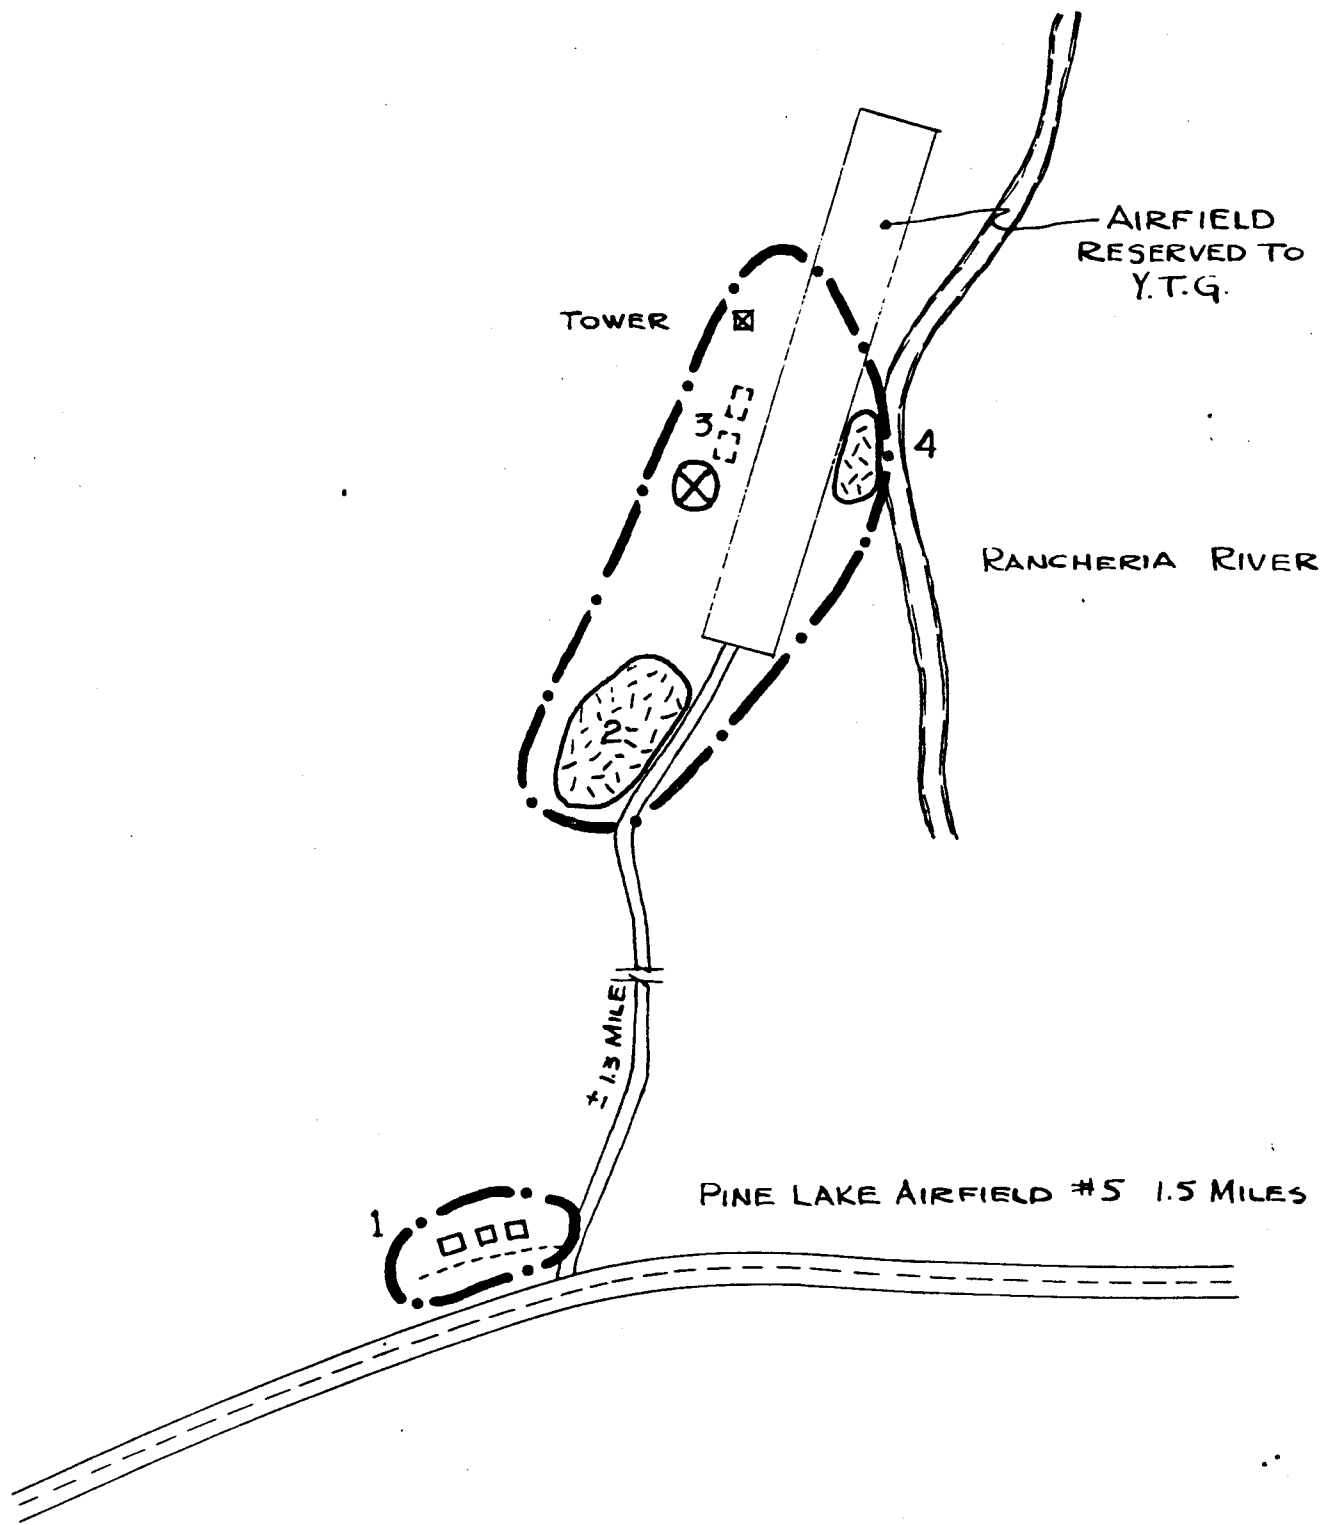 AIRFIELD
RESERVED TO
Y.T.G.
TOWER
3
4
RANCHERIA RIVER
2
± 1.3 MILE
1
PINE LAKE AIRFIELD #5 1.5 MILES